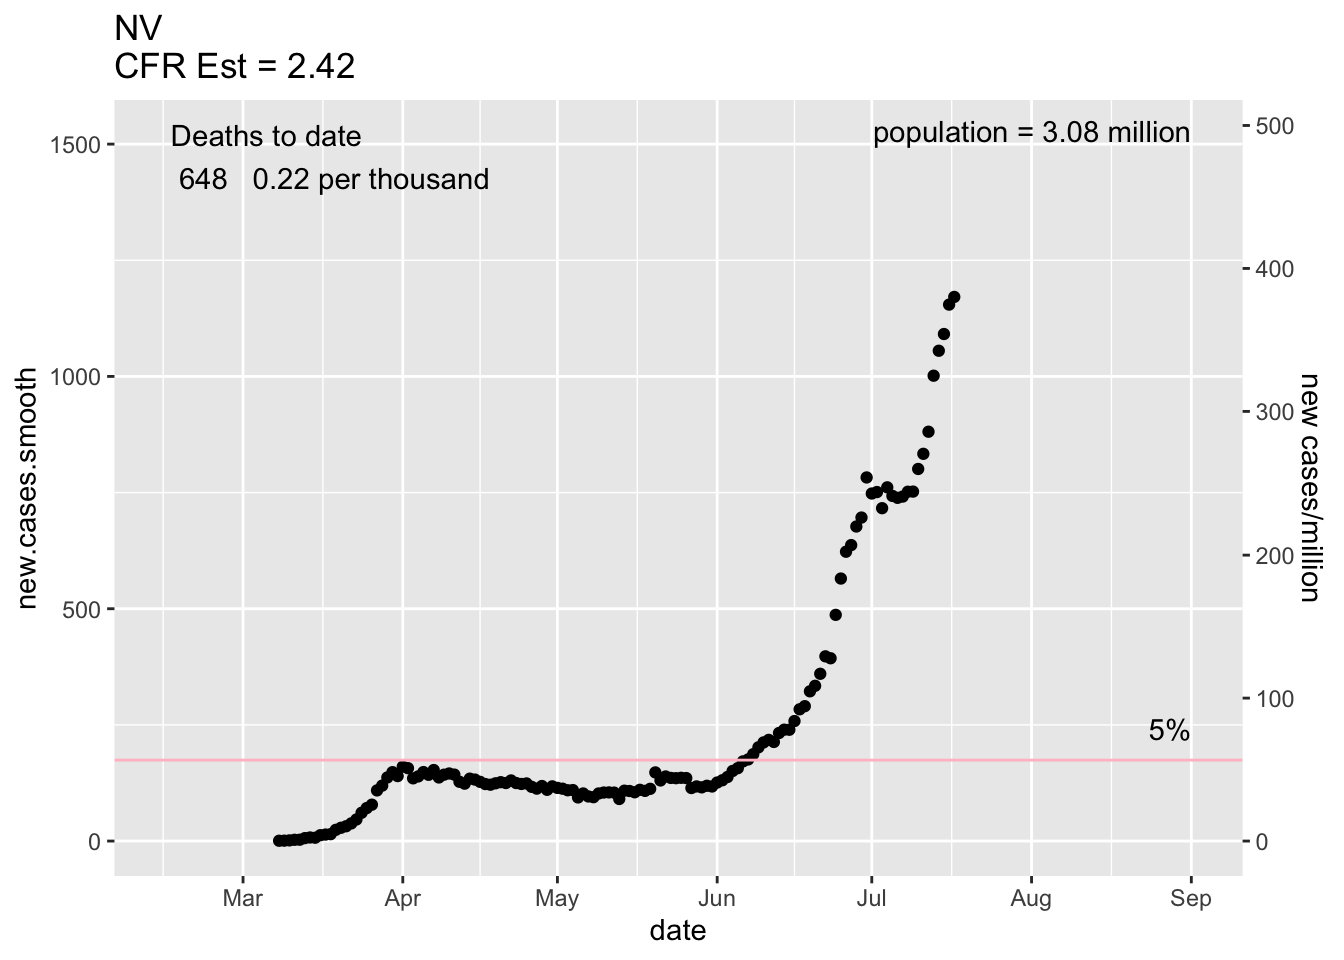 NV
CFR Est = 2.42
Deaths to date
648 0.22 per thousand
population = 3.08 million
5%
1500
1000
500
0
new.cases.smooth
500
400
300
200
100
0
new cases/million
Mar Apr May Jun Jul Aug Sep
date